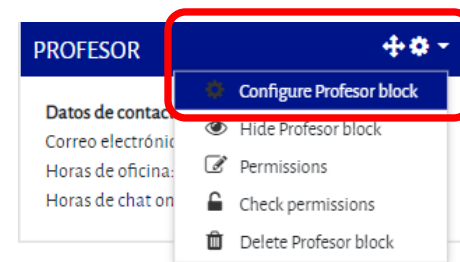 PROFESOR
Configure Profesor block
Datos de contac
Hide Profesor block
Correo electrónic
Permissions
Horas de oficina:
Check permissions
Horas de chat on
Delete Profesor block